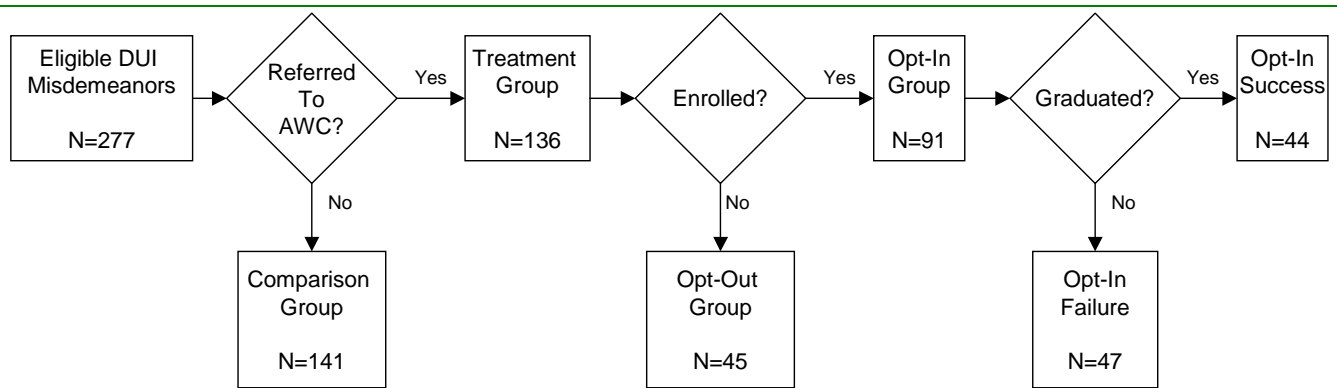 Eligible DUI
Misdemeanors
N=277
Referred
To
AWC?
Yes
No
Treatment
Group
N=136
Enrolled?
Yes
No
Opt-In
Group
N=91
Graduated?
Yes
No
Opt-In
Success
N=44
Comparison
Group
N=141
Opt-Out
Group
N=45
Opt-In
Failure
N=47